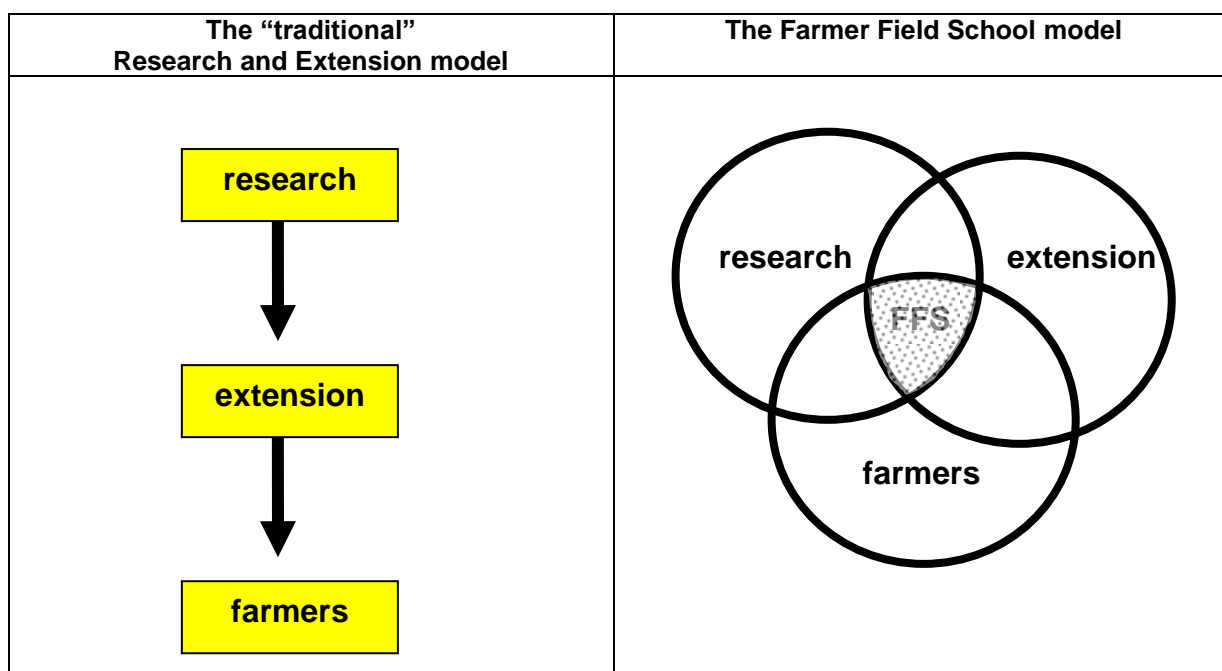 The “traditional”
Research and Extension model
The Farmer Field School model
research
extension
farmers
research
extension
FFS
farmers